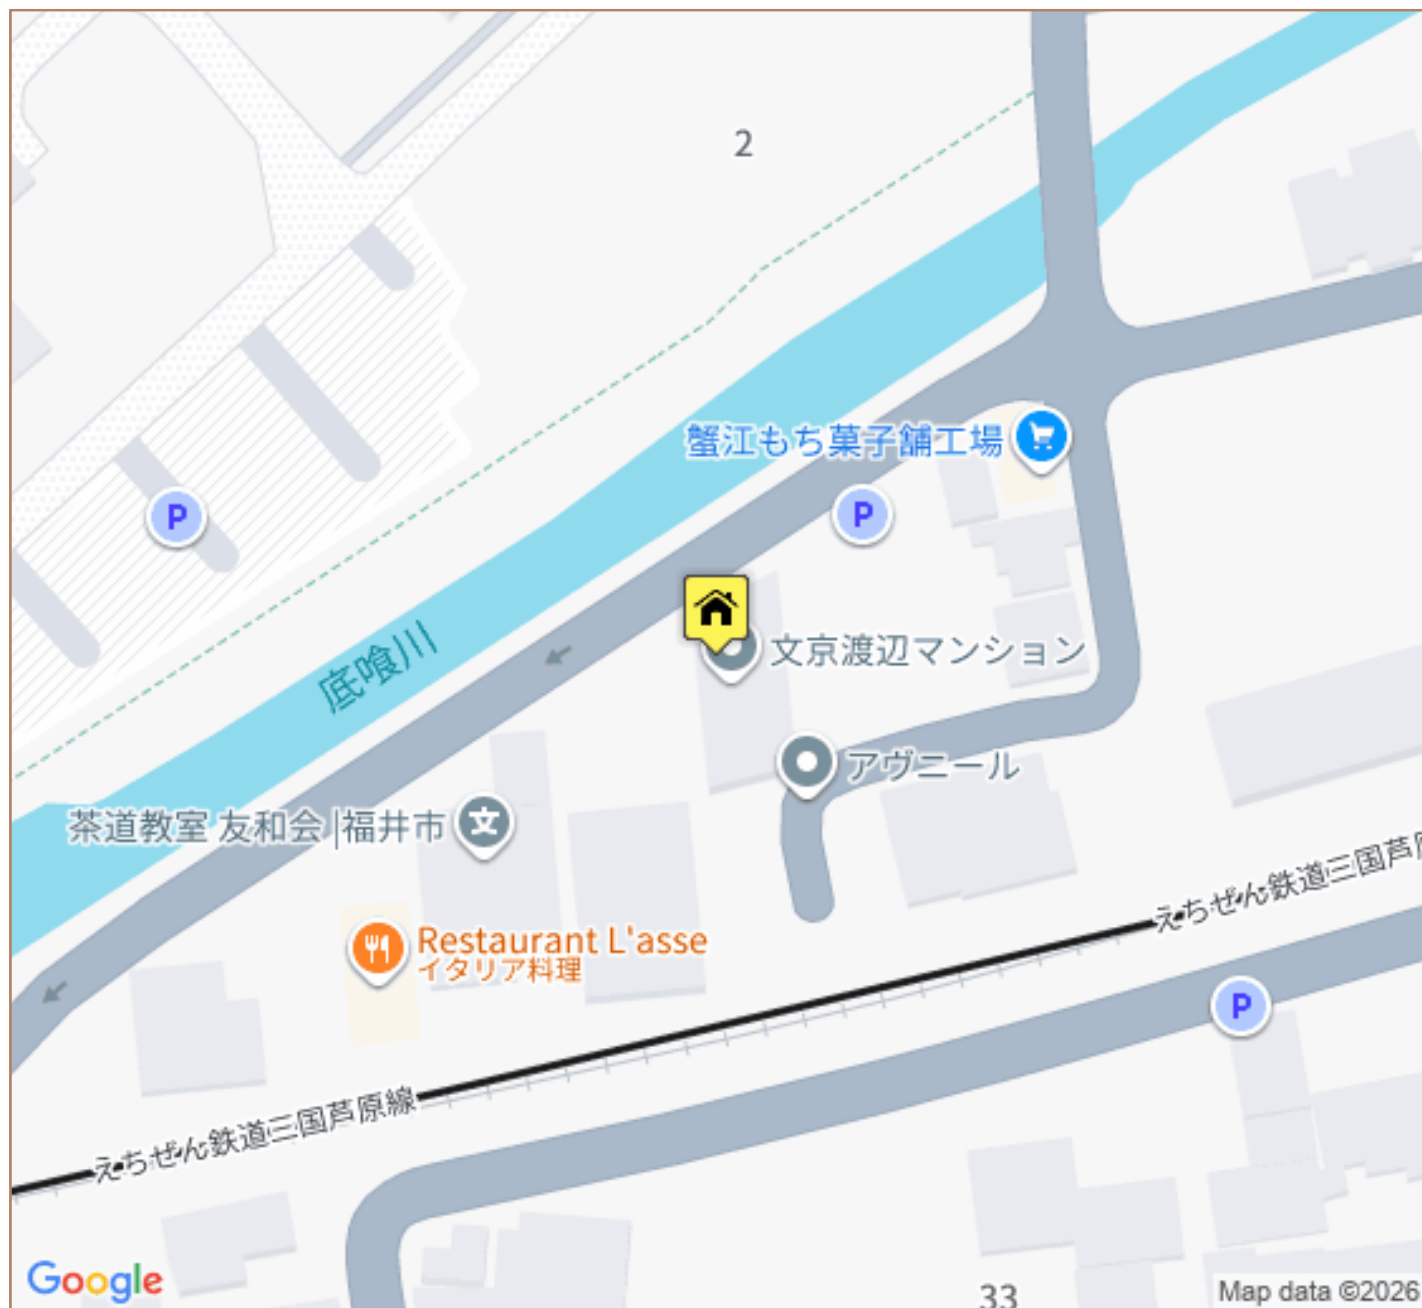 2
蟹江もち菓子舗工場
P
P
底喰川
文京渡辺マンション
アヴニール
茶道教室 友和会 |福井市
文
Restaurant L'asse
イタリア料理
えちぜん鉄道三国芦原
P
えちぜん鉄道三国芦原線
33
Google
Map data ©2026